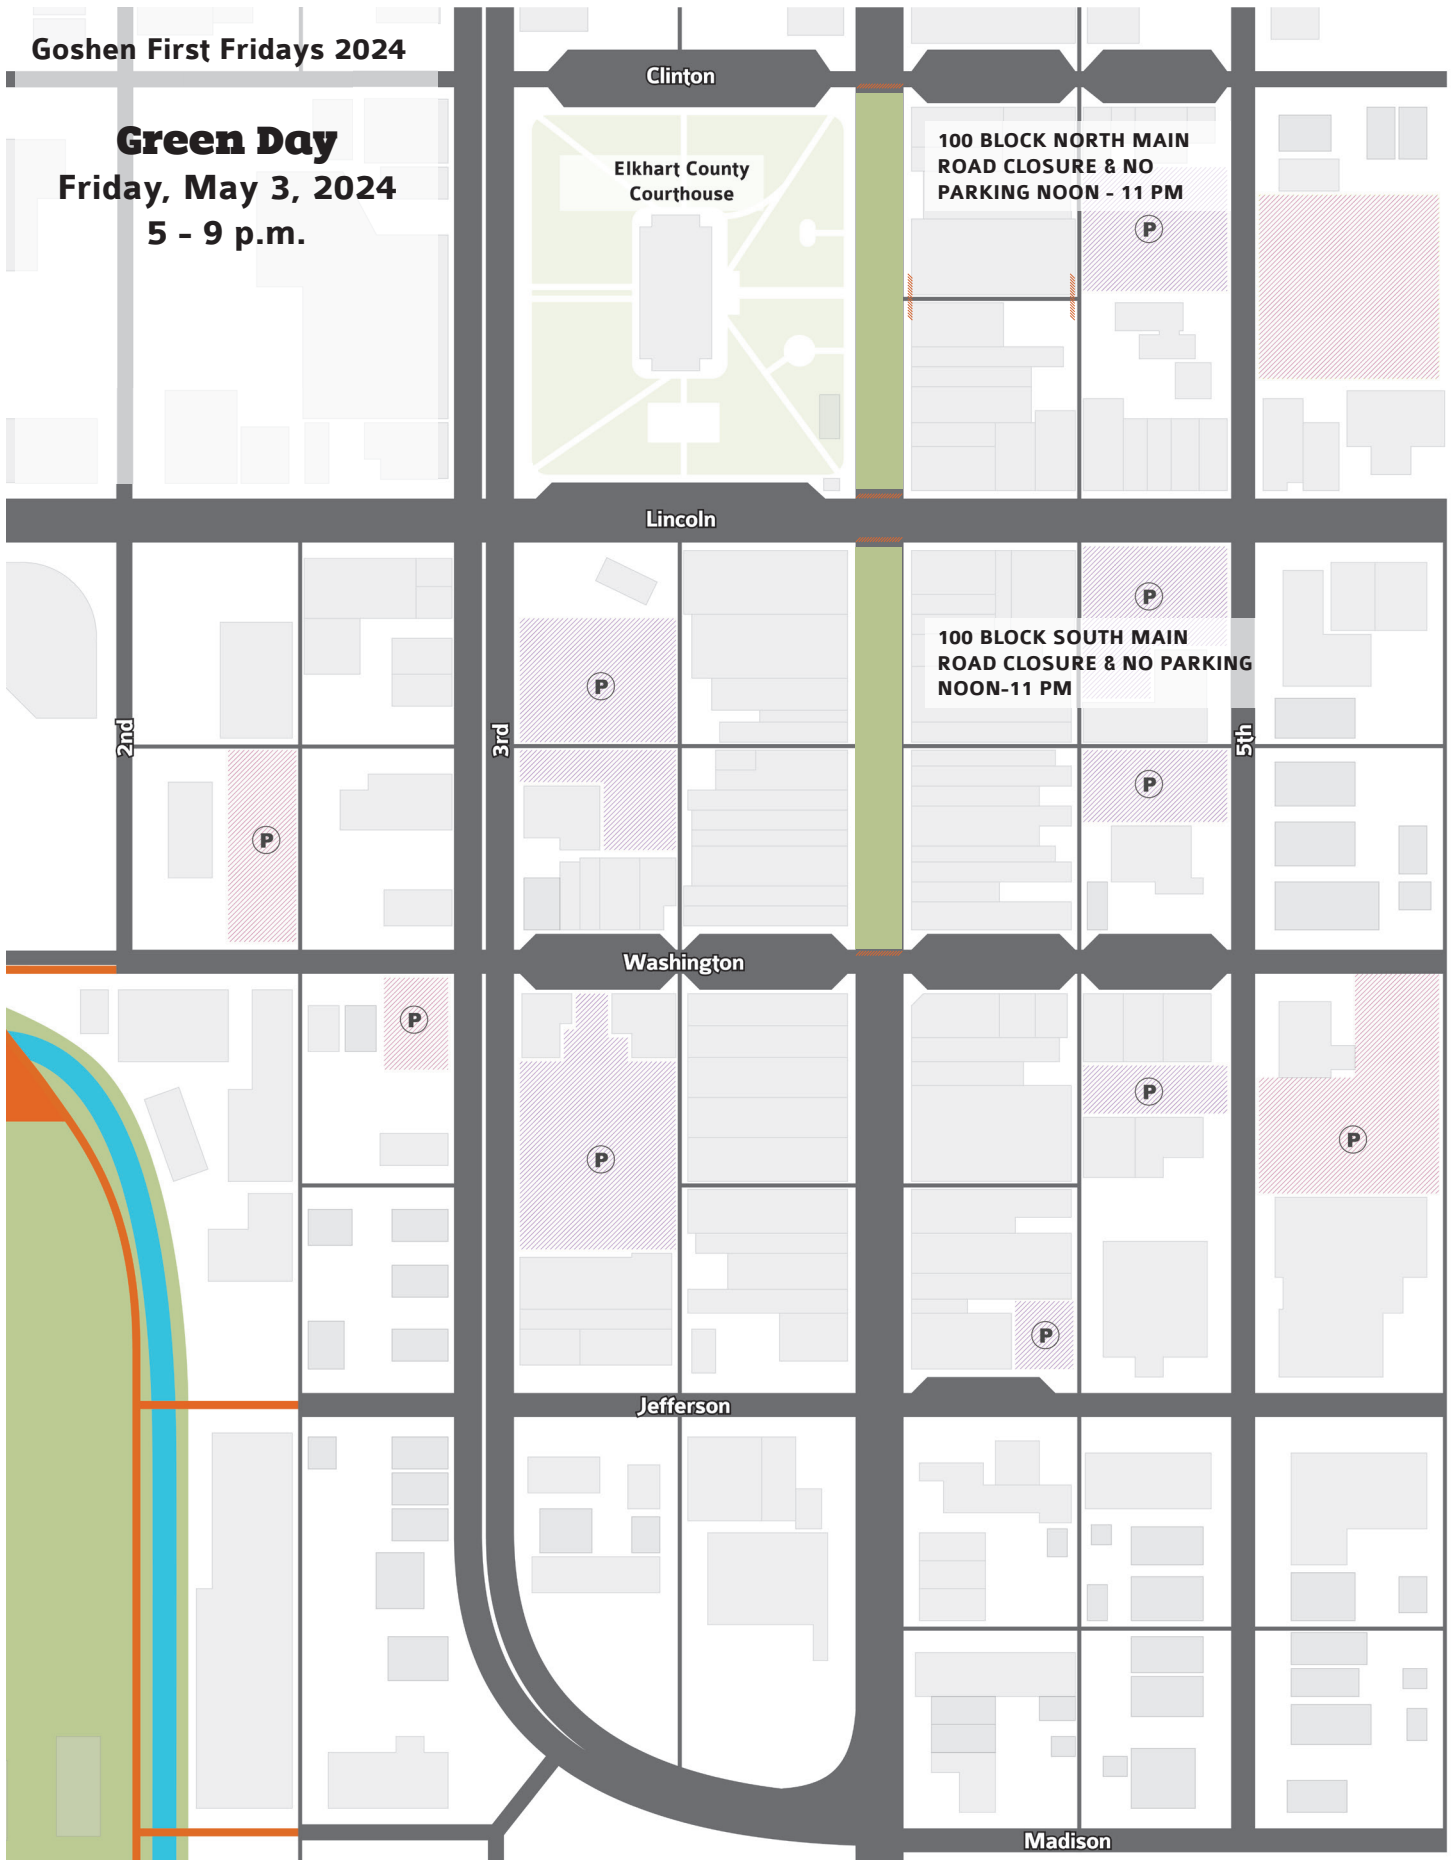 Goshen First Fridays 2024
Clinton
Green Day
Friday, May 3, 2024
5 - 9 p.m.
Elkhart County
Courthouse
100 BLOCK NORTH MAIN
ROAD CLOSURE & NO
PARKING NOON - 11 PM
P
Lincoln
P
100 BLOCK SOUTH MAIN
ROAD CLOSURE & NO PARKING
NOON-11 PM
P
2nd
3rd
5th
P
P
Washington
P
P
P
P
P
Jefferson
Madison